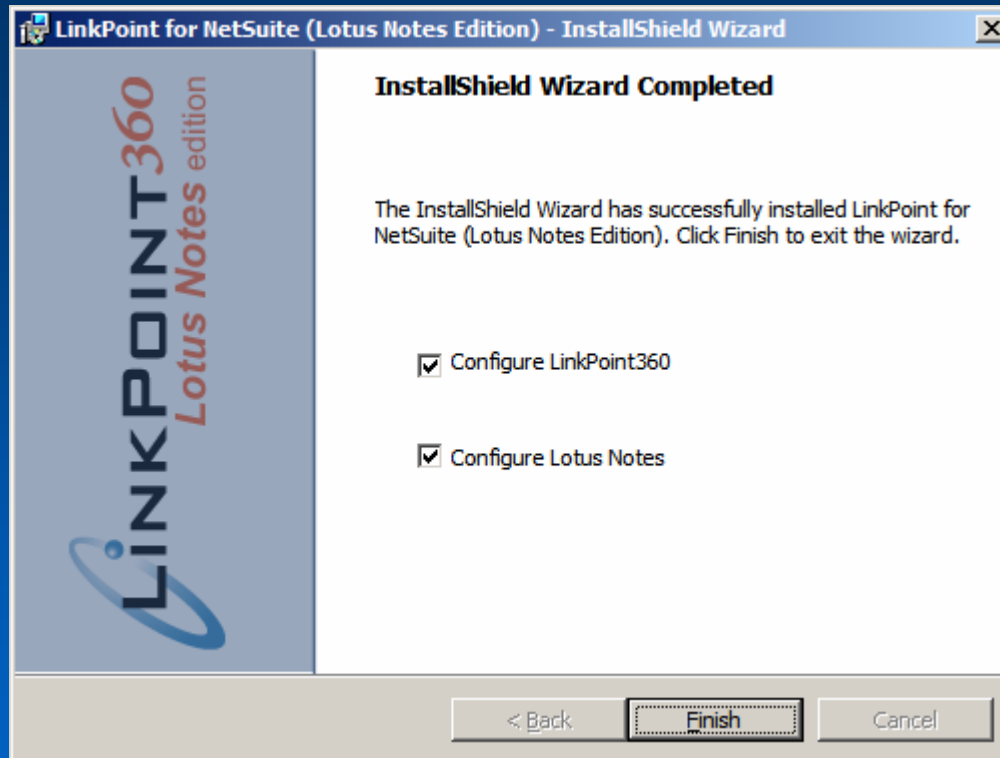 LinkPoint for NetSuite (Lotus Notes Edition) - InstallShield Wizard
LINKPOINT360
Lotus Notes edition
InstallShield Wizard Completed
The InstallShield Wizard has successfully installed LinkPoint for
NetSuite (Lotus Notes Edition). Click Finish to exit the wizard.
Configure LinkPoint360
Configure Lotus Notes
< Back
Finish
Cancel